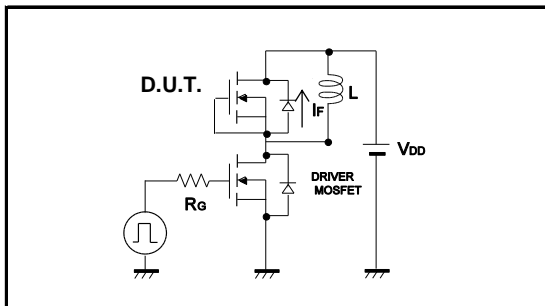 D.U.T.
IF
L
VDD
DRIVER
MOSFET
RG